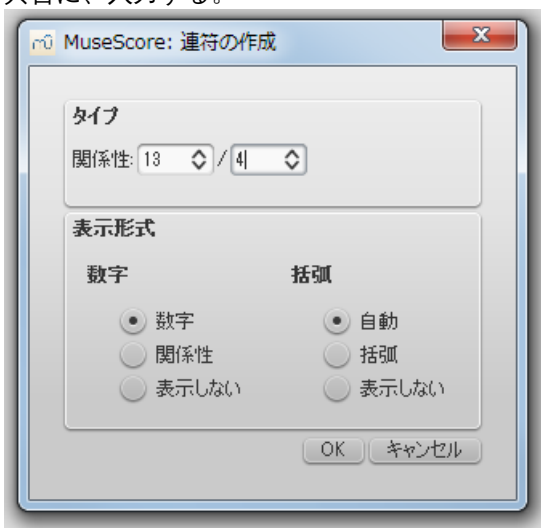 MuseScore: 連符の作成
タイプ
関係性: 13 / 4
表示形式
数字 括弧
数字 自動
関係性 括弧
表示しない 表示しない
OK キャンセル